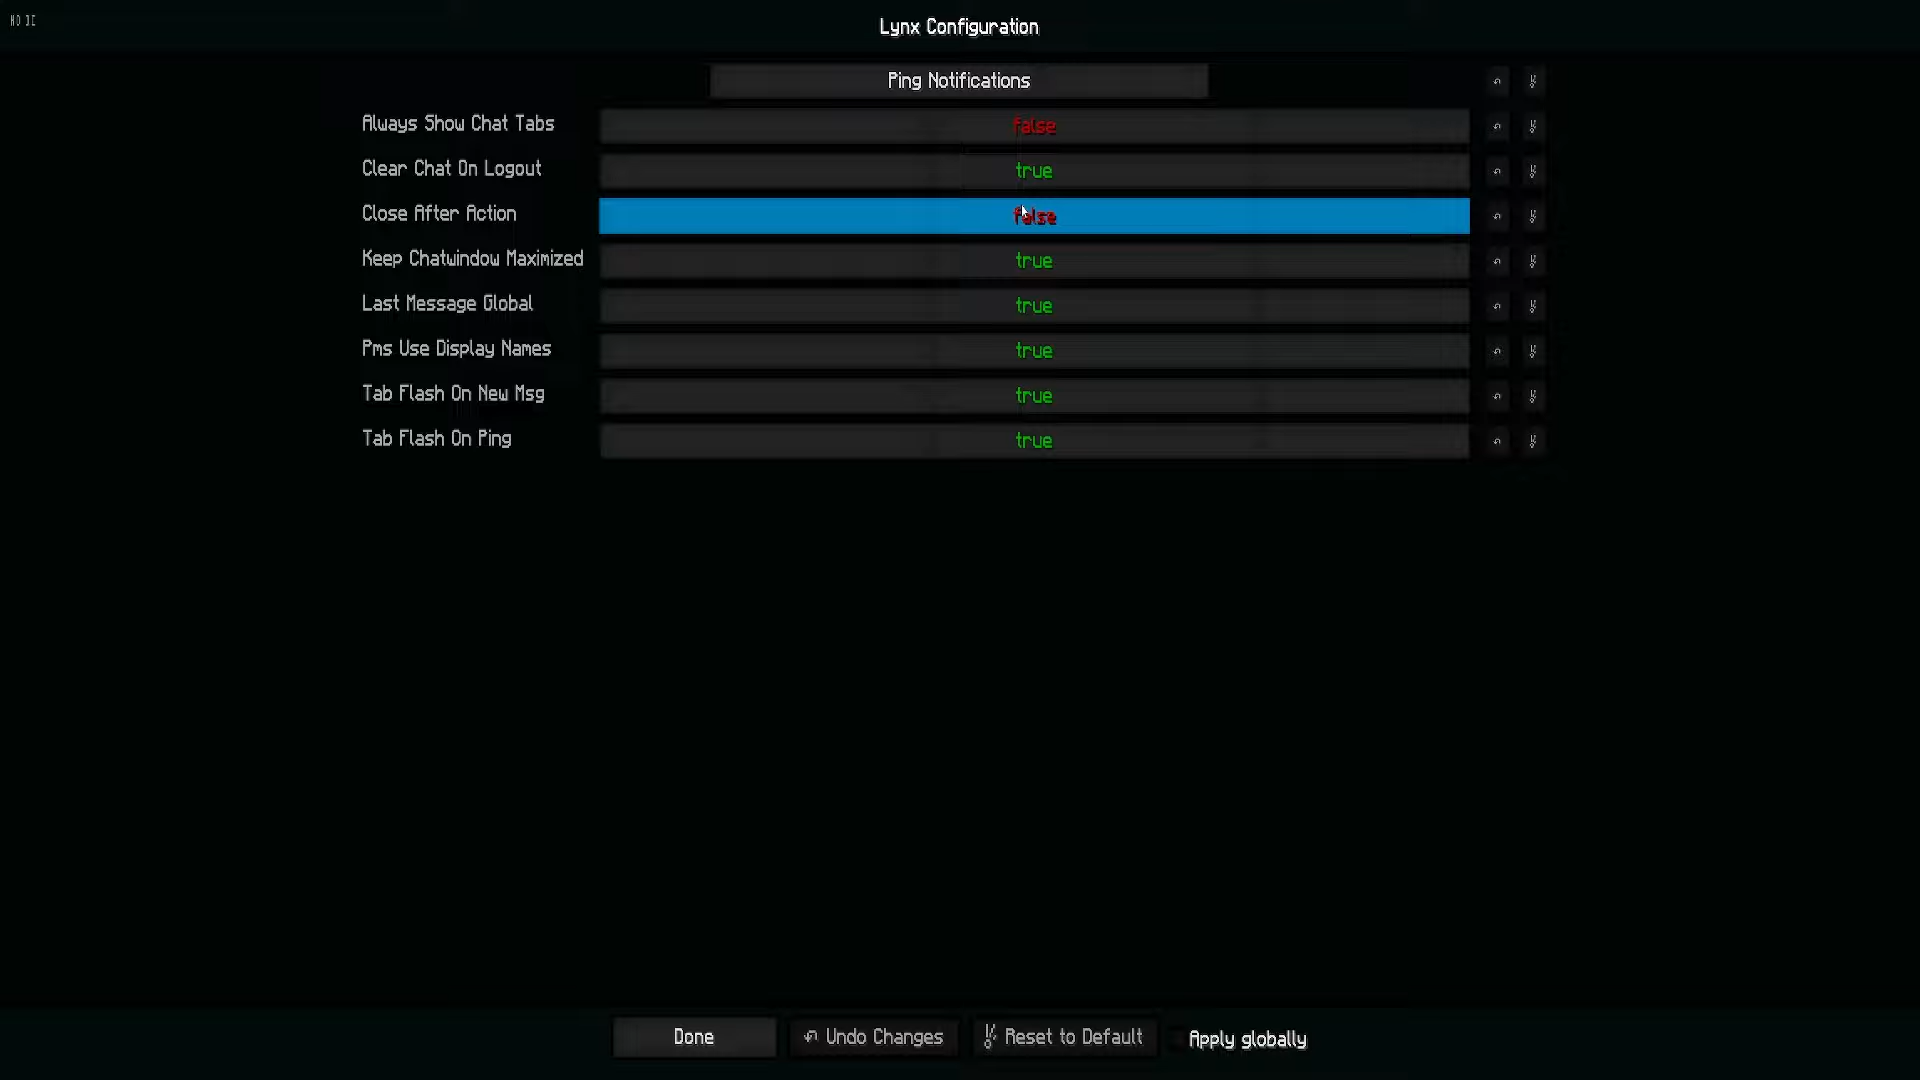 Lynx Configuration
Ping Notifications
Always Show Chat Tabs false
Clear Chat On Logout true
Close After Action false
Keep Chatwindow Maximized true
Last Message Global true
Pms Use Display Names true
Tab Flash On New Msg true
Tab Flash On Ping true
Done Undo Changes Reset to Default Apply globally